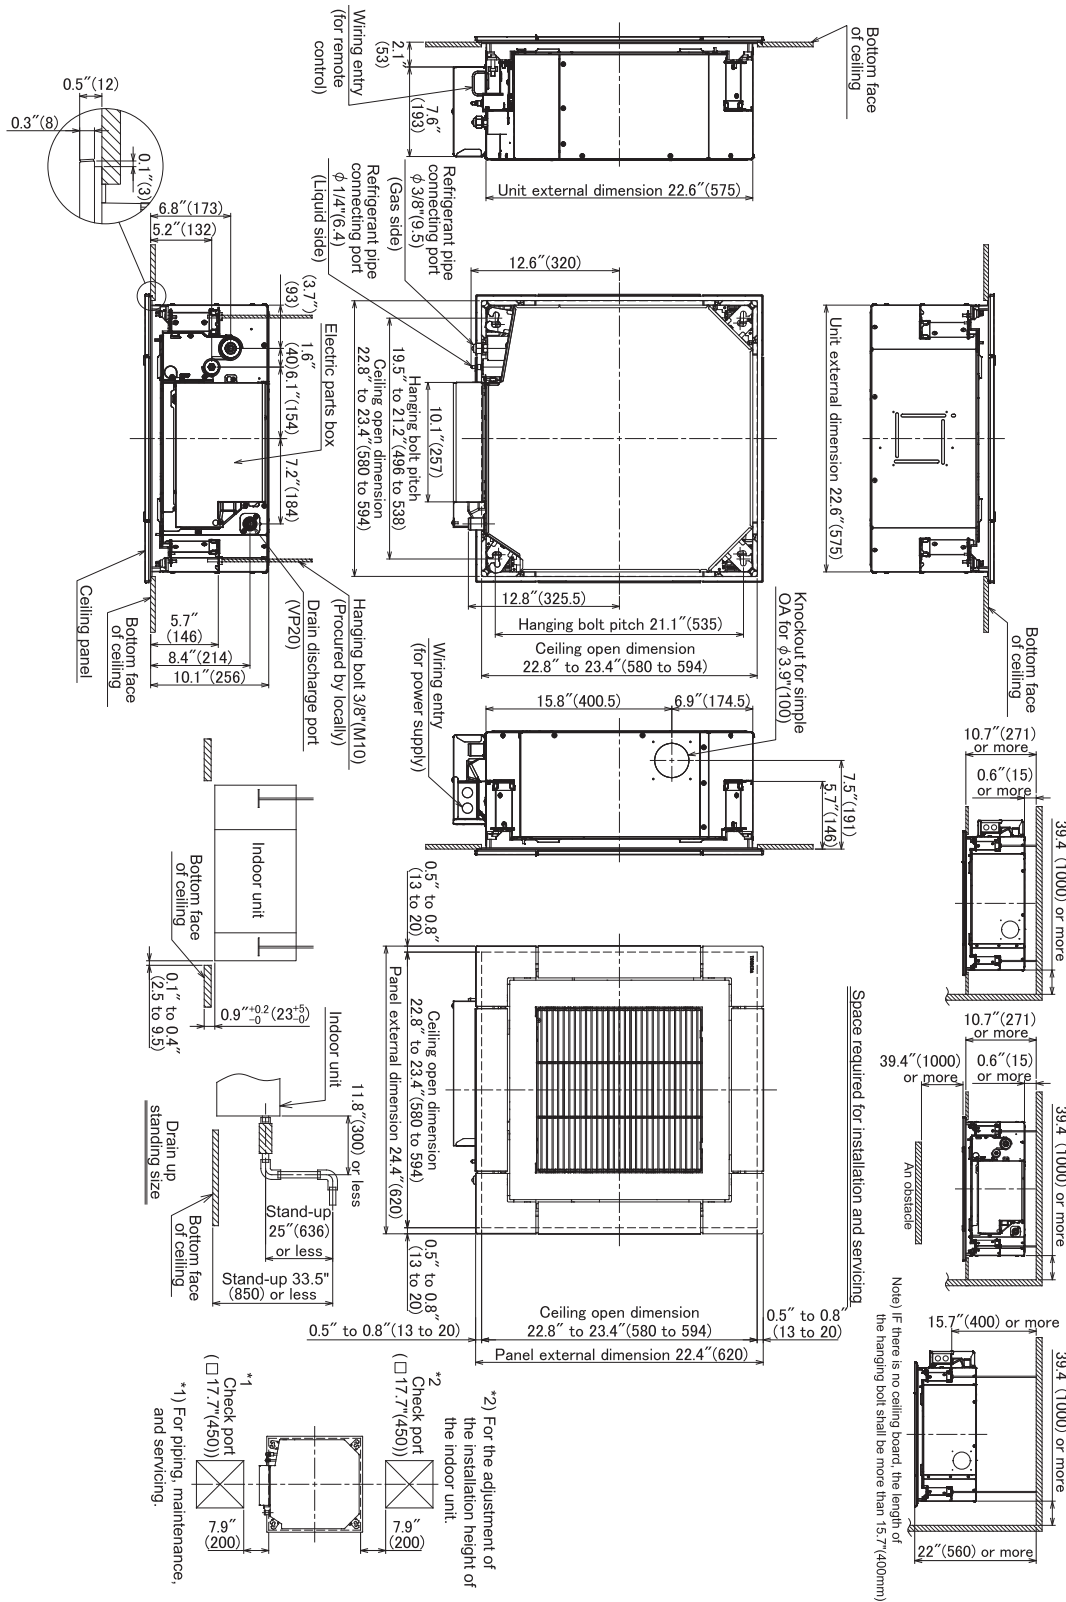 Bottom face
of ceiling
2.1″
(53)
7.6″
(193)
Wiring entry
(for remote
control)
Unit external dimension 22.6″(575)
0.5″(12)
0.3″(8)
0.1″(3)
6.8″(173)
5.2″(132)
(3.7″)
(93)
1.6″
(40)
6.1″(154)
7.2″(184)
Refrigerant pipe
connecting port
φ3/8"(9.5)
(Gas side)
Refrigerant pipe
connecting port
φ1/4"(6.4)
(Liquid side)
Electric parts box
12.6″(320)
10.1″(257)
Hanging bolt pitch
19.5″ to 21.2″(496 to 538)
Ceiling open dimension
22.8″ to 23.4″(580 to 594)
12.8″(325.5)
Hanging bolt pitch 21.1″(535)
Ceiling open dimension
22.8″ to 23.4″(580 to 594)
Unit external dimension 22.6″(575)
Bottom face
of ceiling
Ceiling panel
Bottom face
of ceiling
5.7″
(146)
8.4″(214)
10.1″(256)
Drain discharge port
(VP20)
Hanging bolt 3/8"(M10)
(Procured by locally)
Wiring entry
(for power supply)
15.8″(400.5)
6.9″(174.5)
Knockout for simple
OA for φ3.9"(100)
7.5″(191)
5.7″(146)
Indoor unit
Bottom face
of ceiling
0.1″ to 0.4″
(2.5 to 9.5)
0.9″+0.2 -0 (23+5 -0)
Indoor unit
11.8″(300) or less
Stand-up
25″(636)
or less
Stand-up 33.5"
(850) or less
Drain up
standing size
Bottom face
of ceiling
0.5″ to 0.8″
(13 to 20)
Ceiling open dimension
22.8″ to 23.4″(580 to 594)
Panel external dimension 24.4″(620)
0.5″ to 0.8″
(13 to 20)
0.5″ to 0.8″(13 to 20)
Ceiling open dimension
22.8″ to 23.4″(580 to 594)
0.5″ to 0.8″
(13 to 20)
Panel external dimension 22.4″(620)
Space required for installation and servicing
10.7″(271)
or more
0.6″(15)
or more
39.4″(1000) or more
10.7″(271)
or more
0.6″(15)
or more
39.4″(1000)
or more
39.4″(1000) or more
An obstacle
15.7″(400) or more
39.4″(1000) or more
22″(560) or more
Note) IF there is no ceiling board, the length of
the hanging bolt shall be more than 15.7"(400mm)
*2) For the adjustment of
the installation height of
the indoor unit.
*2
Check port
(□17.7"(450))
*1
Check port
(□17.7"(450))
7.9″
(200)
7.9″
(200)
*1) For piping, maintenance,
and servicing.